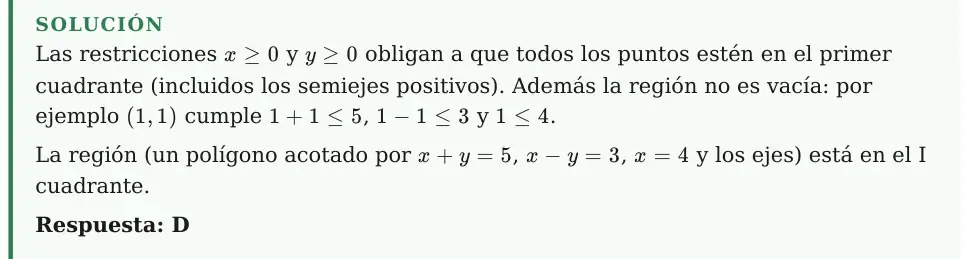 SOLUCIÓN
Las restricciones x ≥ 0 y y ≥ 0 obligan a que todos los puntos estén en el primer
cuadrante (incluidos los semiejes positivos). Además la región no es vacía: por
ejemplo (1, 1) cumple 1 + 1 ≤ 5, 1 − 1 ≤ 3 y 1 ≤ 4.
La región (un polígono acotado por x + y = 5, x − y = 3, x = 4 y los ejes) está en el I
cuadrante.
Respuesta: D